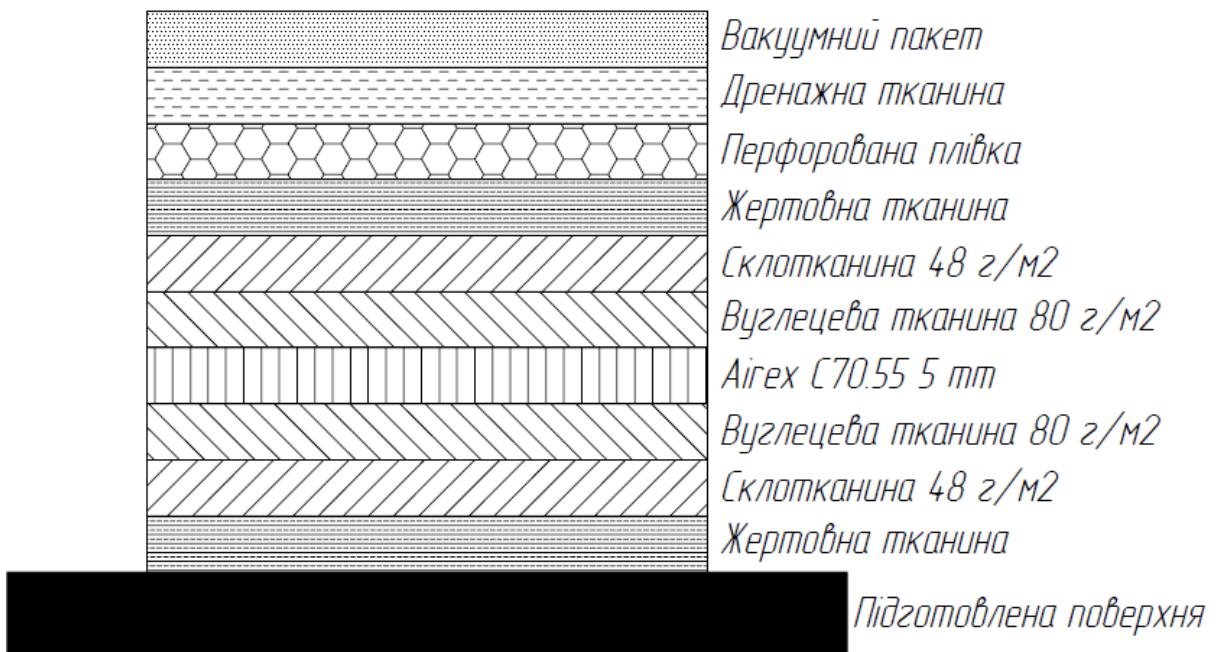 Вакуумний пакет
Дренажна тканина
Перфорована плівка
Жертовна тканина
Склотканина 48 г/м2
Вуглецева тканина 80 г/м2
Airex C70.55 5 mm
Вуглецева тканина 80 г/м2
Склотканина 48 г/м2
Жертовна тканина
Підготовлена поверхня